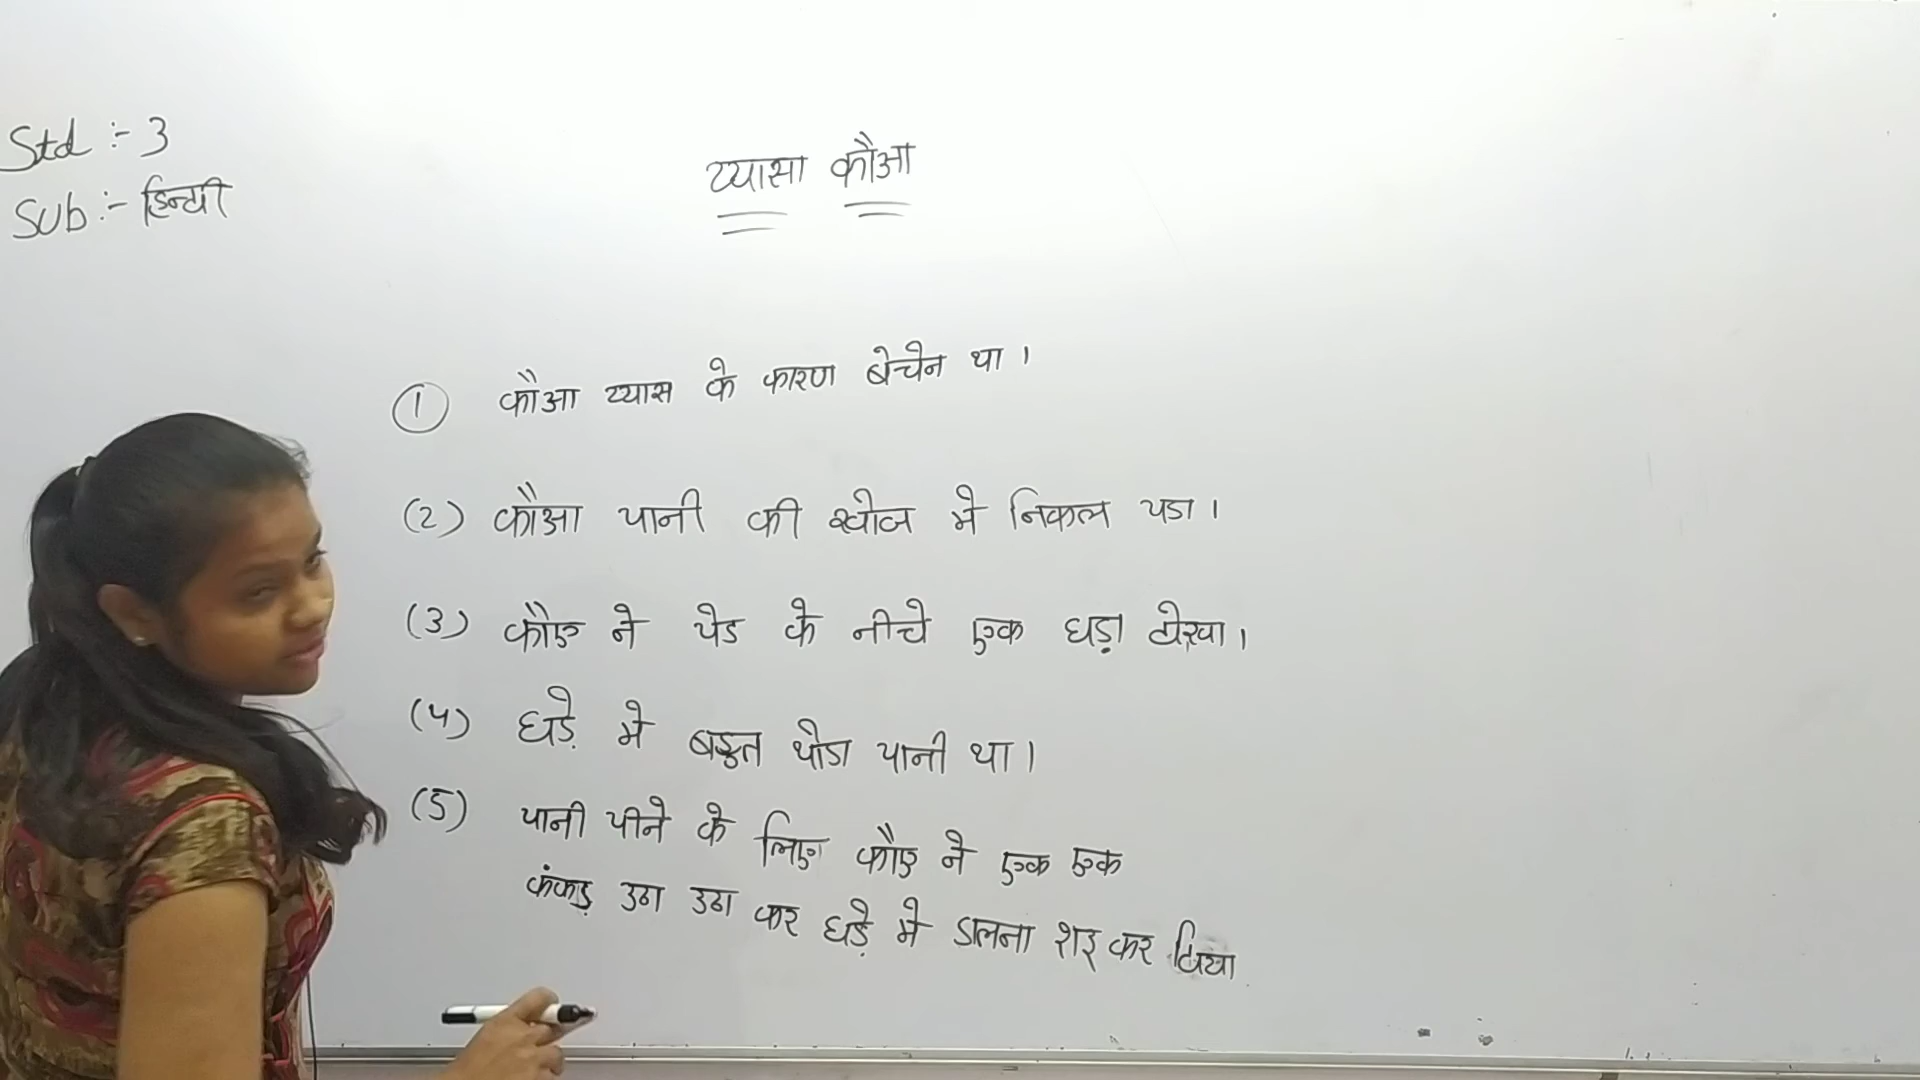 Std :- 3
Sub :- हिन्दी
प्यासा कौआ
1 कौआ प्यास के कारण बेचेन था।
(2) कौआ पानी की खोज मे निकल पडा।
(3) कौए ने पेड के नीचे एक घड़ा देखा।
(4) घड़े मे बहुत थोडा पानी था।
(5) पानी पीने के लिए कौए ने एक एक
कंकड़ उठा उठा कर घड़े मे डालना शरु कर दिया.